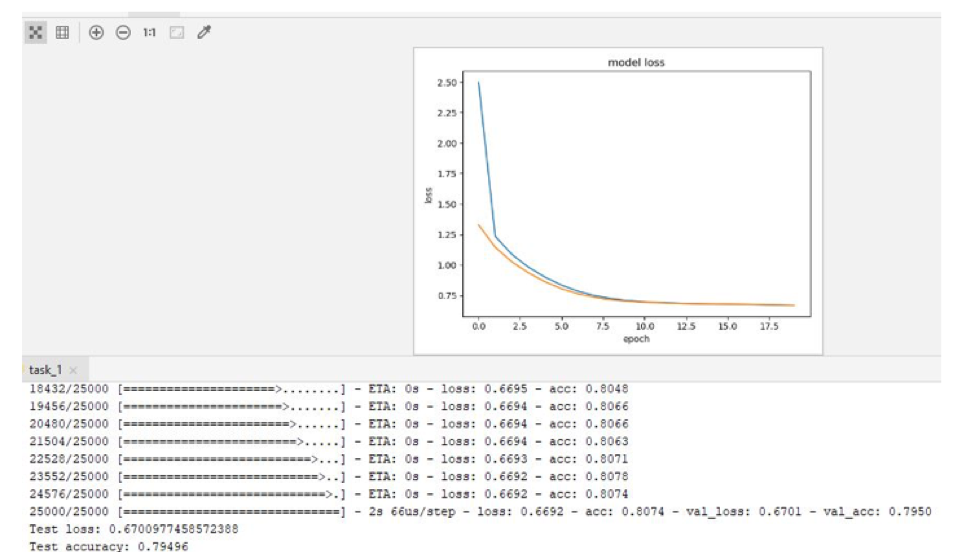 1:1
model loss
2.50
2.25
2.00
1.75
1.50
1.25
1.00
0.75
loss
0.0 2.5 5.0 7.5 10.0 12.5 15.0 17.5
epoch
task_1 ×
18432/25000 [======================>........] - ETA: 0s - loss: 0.6695 - acc: 0.8048
19456/25000 [=======================>.......] - ETA: 0s - loss: 0.6694 - acc: 0.8066
20480/25000 [========================>......] - ETA: 0s - loss: 0.6694 - acc: 0.8066
21504/25000 [=========================>.....] - ETA: 0s - loss: 0.6694 - acc: 0.8063
22528/25000 [===========================>...] - ETA: 0s - loss: 0.6693 - acc: 0.8071
23552/25000 [============================>..] - ETA: 0s - loss: 0.6692 - acc: 0.8078
24576/25000 [=============================>.] - ETA: 0s - loss: 0.6692 - acc: 0.8074
25000/25000 [==============================] - 2s 66us/step - loss: 0.6692 - acc: 0.8074 - val_loss: 0.6701 - val_acc: 0.7950
Test loss: 0.6700977458572388
Test accuracy: 0.79496